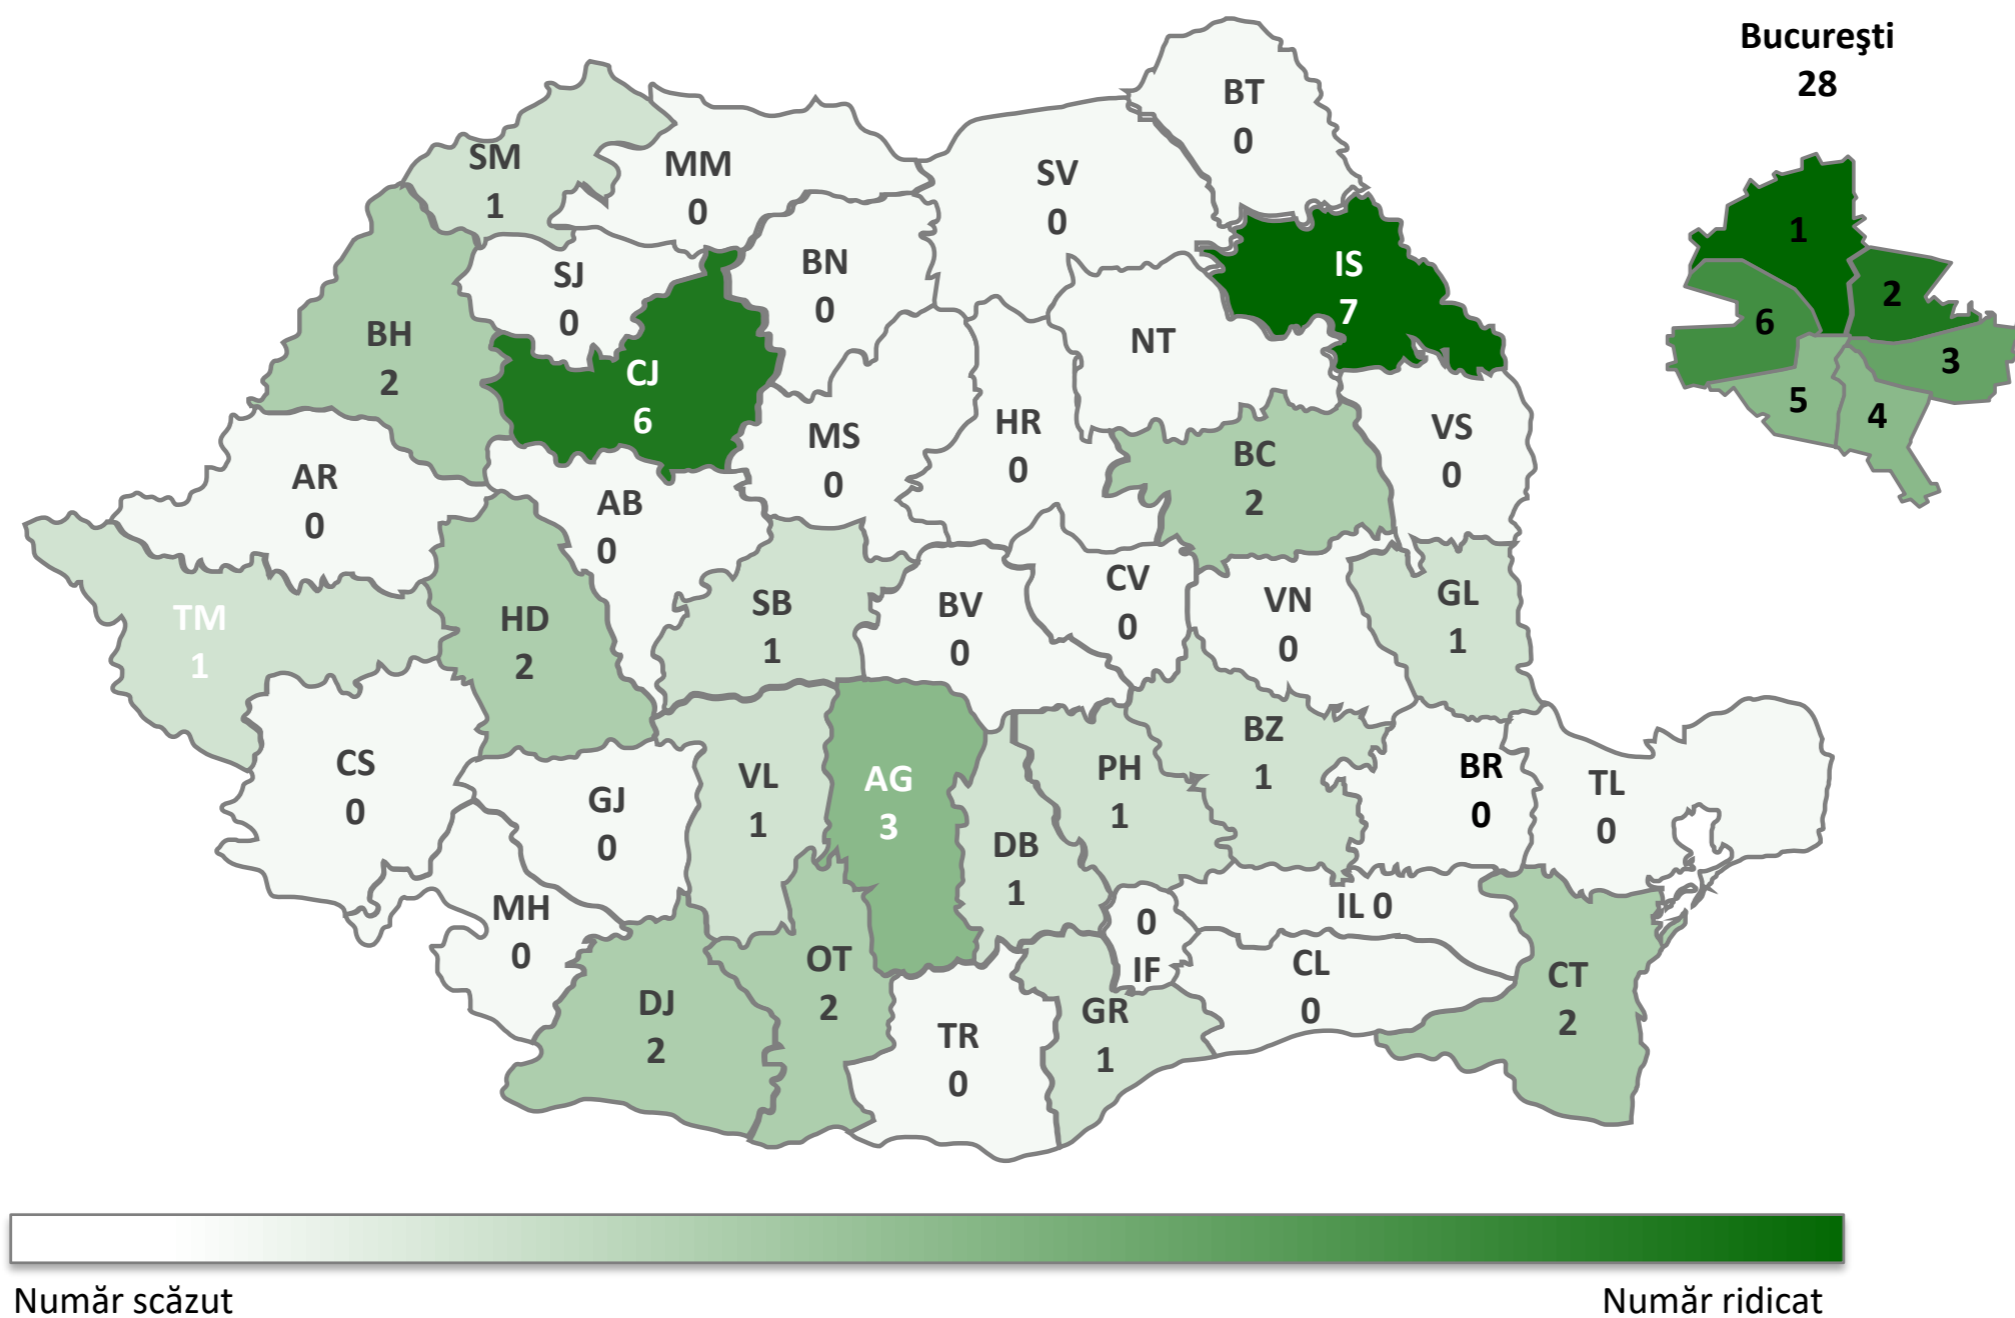 Bucureşti
28
BT
0
SM
1
MM
0
SV
0
1
IS
7
BN
0
SJ
0
2
6
BH
2
NT
3
CJ
6
5
4
MS
0
HR
0
VS
0
BC
2
AR
0
AB
0
TM
1
HD
2
SB
1
BV
0
CV
0
VN
0
GL
1
CS
0
GJ
0
VL
1
AG
3
PH
1
BZ
1
BR
0
TL
0
DB
1
MH
0
0
IF
IL 0
CL
0
OT
2
DJ
2
TR
0
GR
1
CT
2
Număr scăzut
Număr ridicat